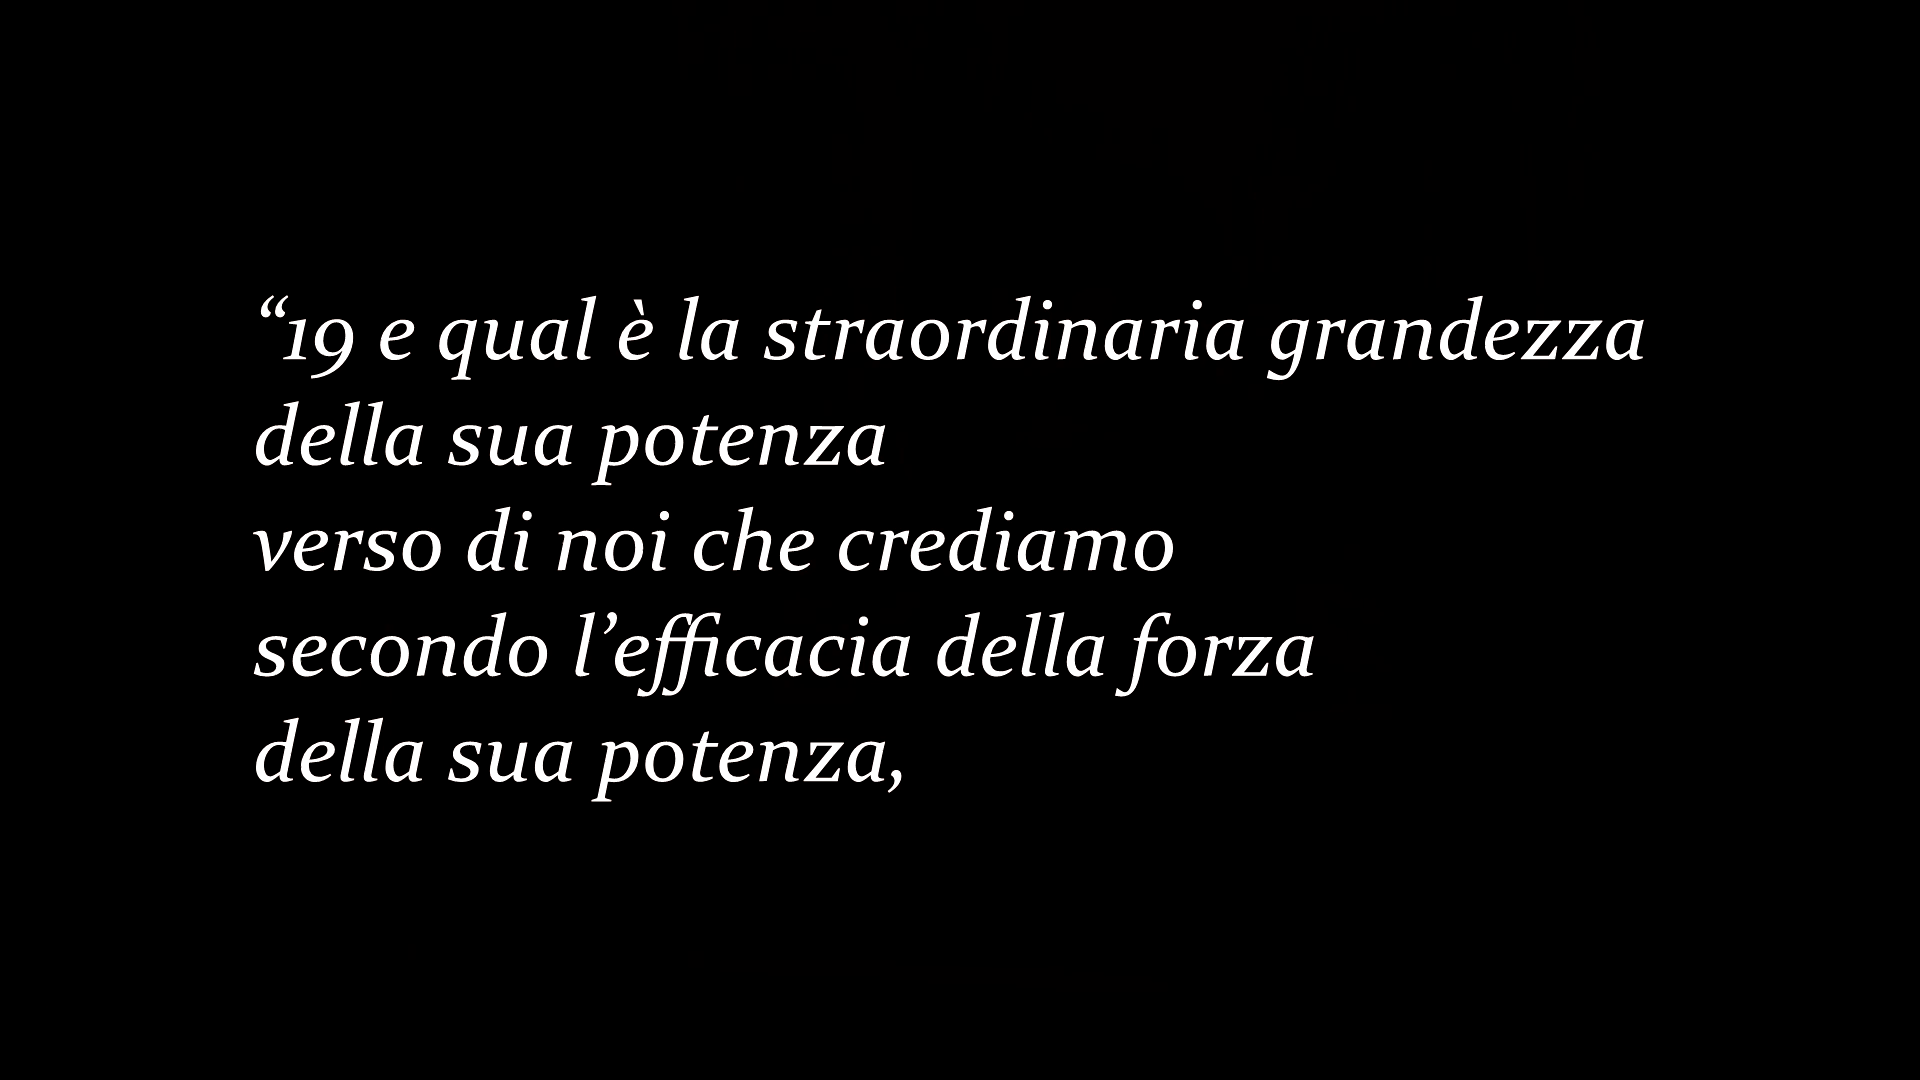 “19 e qual è la straordinaria grandezza
della sua potenza
verso di noi che crediamo
secondo l’efficacia della forza
della sua potenza,